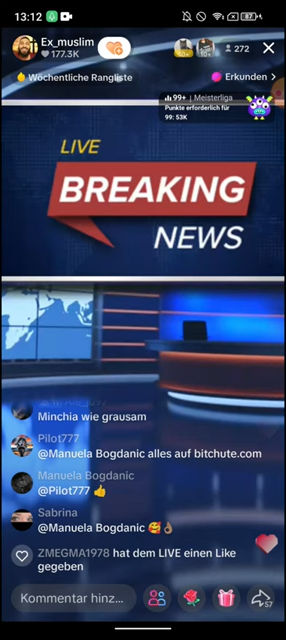 13:12
87
Ex_muslim
177.3K
272
Wöchentliche Rangliste
Erkunden >
99+ | Meisterliga
Punkte erforderlich für
99: 53K
LIVE
BREAKING
NEWS
Minchia wie grausam
Pilot777
@Manuela Bogdanic alles auf bitchute.com
Manuela Bogdanic
@Pilot777 👍
Sabrina
@Manuela Bogdanic 🥰👌🏽
ZMEGMA1978 hat dem LIVE einen Like
gegeben
Kommentar hinz...
57